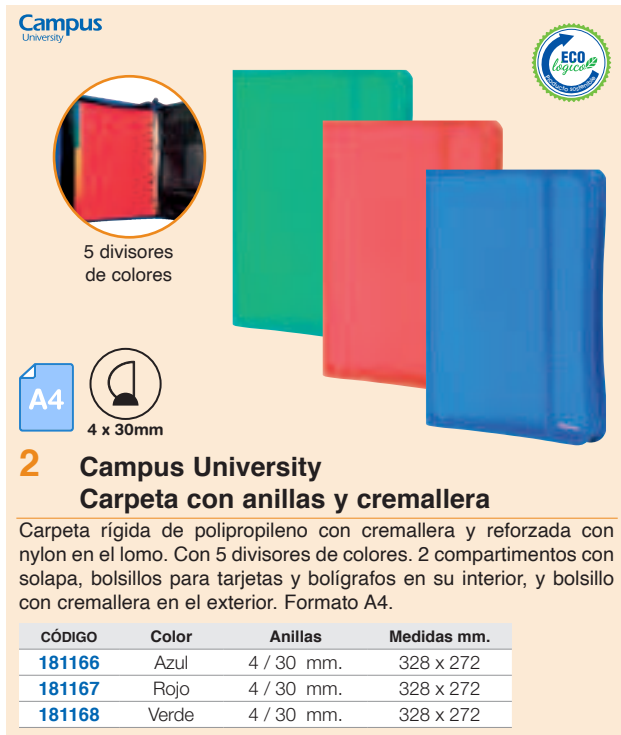 Campus
University
ECO
logico
Producto sostenible
5 divisores
de colores
A4
4 x 30mm
2 Campus University
Carpeta con anillas y cremallera
Carpeta rígida de polipropileno con cremallera y reforzada con
nylon en el lomo. Con 5 divisores de colores. 2 compartimentos con
solapa, bolsillos para tarjetas y bolígrafos en su interior, y bolsillo
con cremallera en el exterior. Formato A4.
CÓDIGO Color Anillas Medidas mm.
181166 Azul 4 / 30 mm. 328 x 272
181167 Rojo 4 / 30 mm. 328 x 272
181168 Verde 4 / 30 mm. 328 x 272